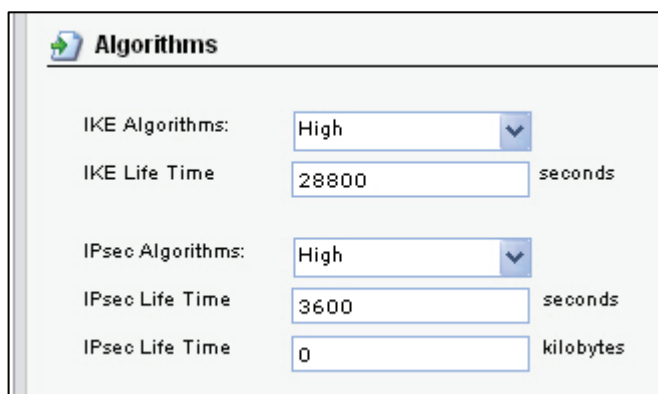 Algorithms
IKE Algorithms: High
IKE Life Time 28800 seconds
IPsec Algorithms: High
IPsec Life Time 3600 seconds
IPsec Life Time 0 kilobytes